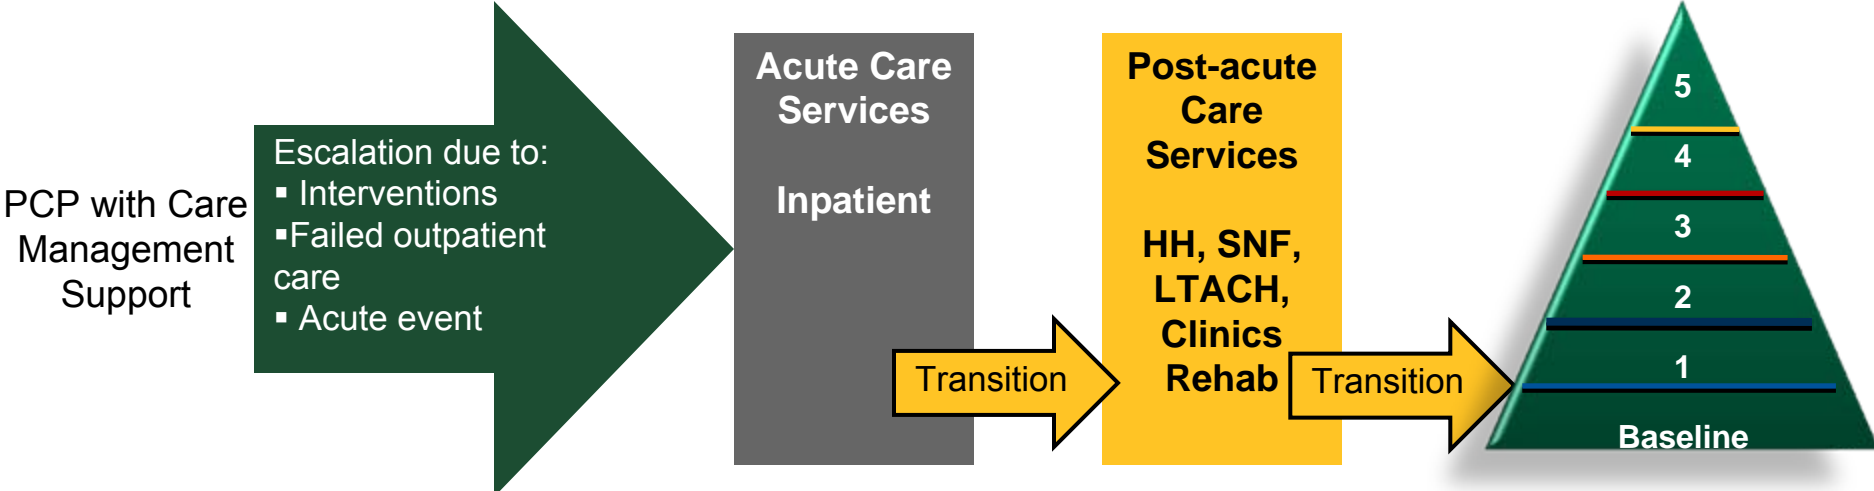 PCP with Care
Management
Support
Escalation due to:
▪ Interventions
▪Failed outpatient
care
▪ Acute event
Acute Care
Services
Inpatient
Transition
Post-acute
Care
Services
HH, SNF,
LTACH,
Clinics
Rehab
Transition
5
4
3
2
1
Baseline